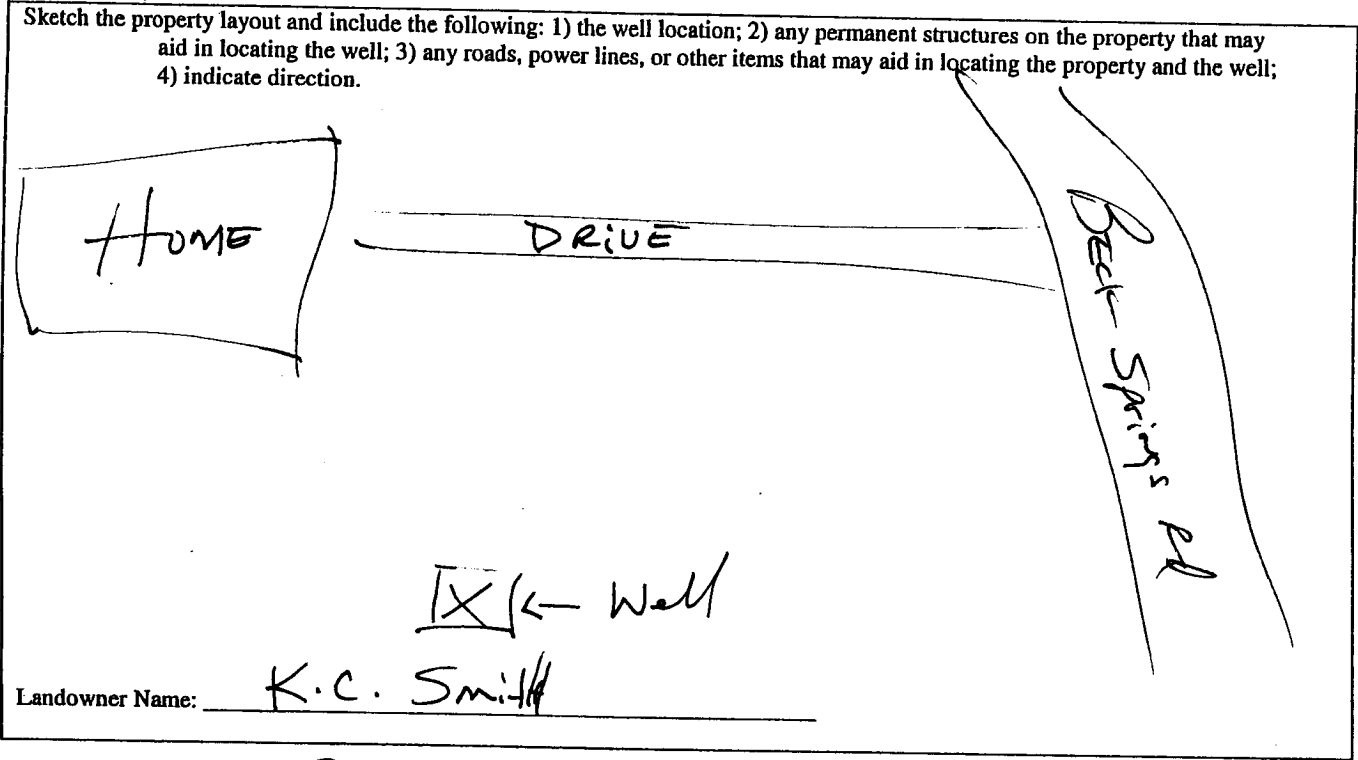 Sketch the property layout and include the following: 1) the well location; 2) any permanent structures on the property that may
aid in locating the well; 3) any roads, power lines, or other items that may aid in locating the property and the well;
4) indicate direction.
HOME
DRIVE
Beck Springs Rd
X ← Well
Landowner Name: K.C. Smith